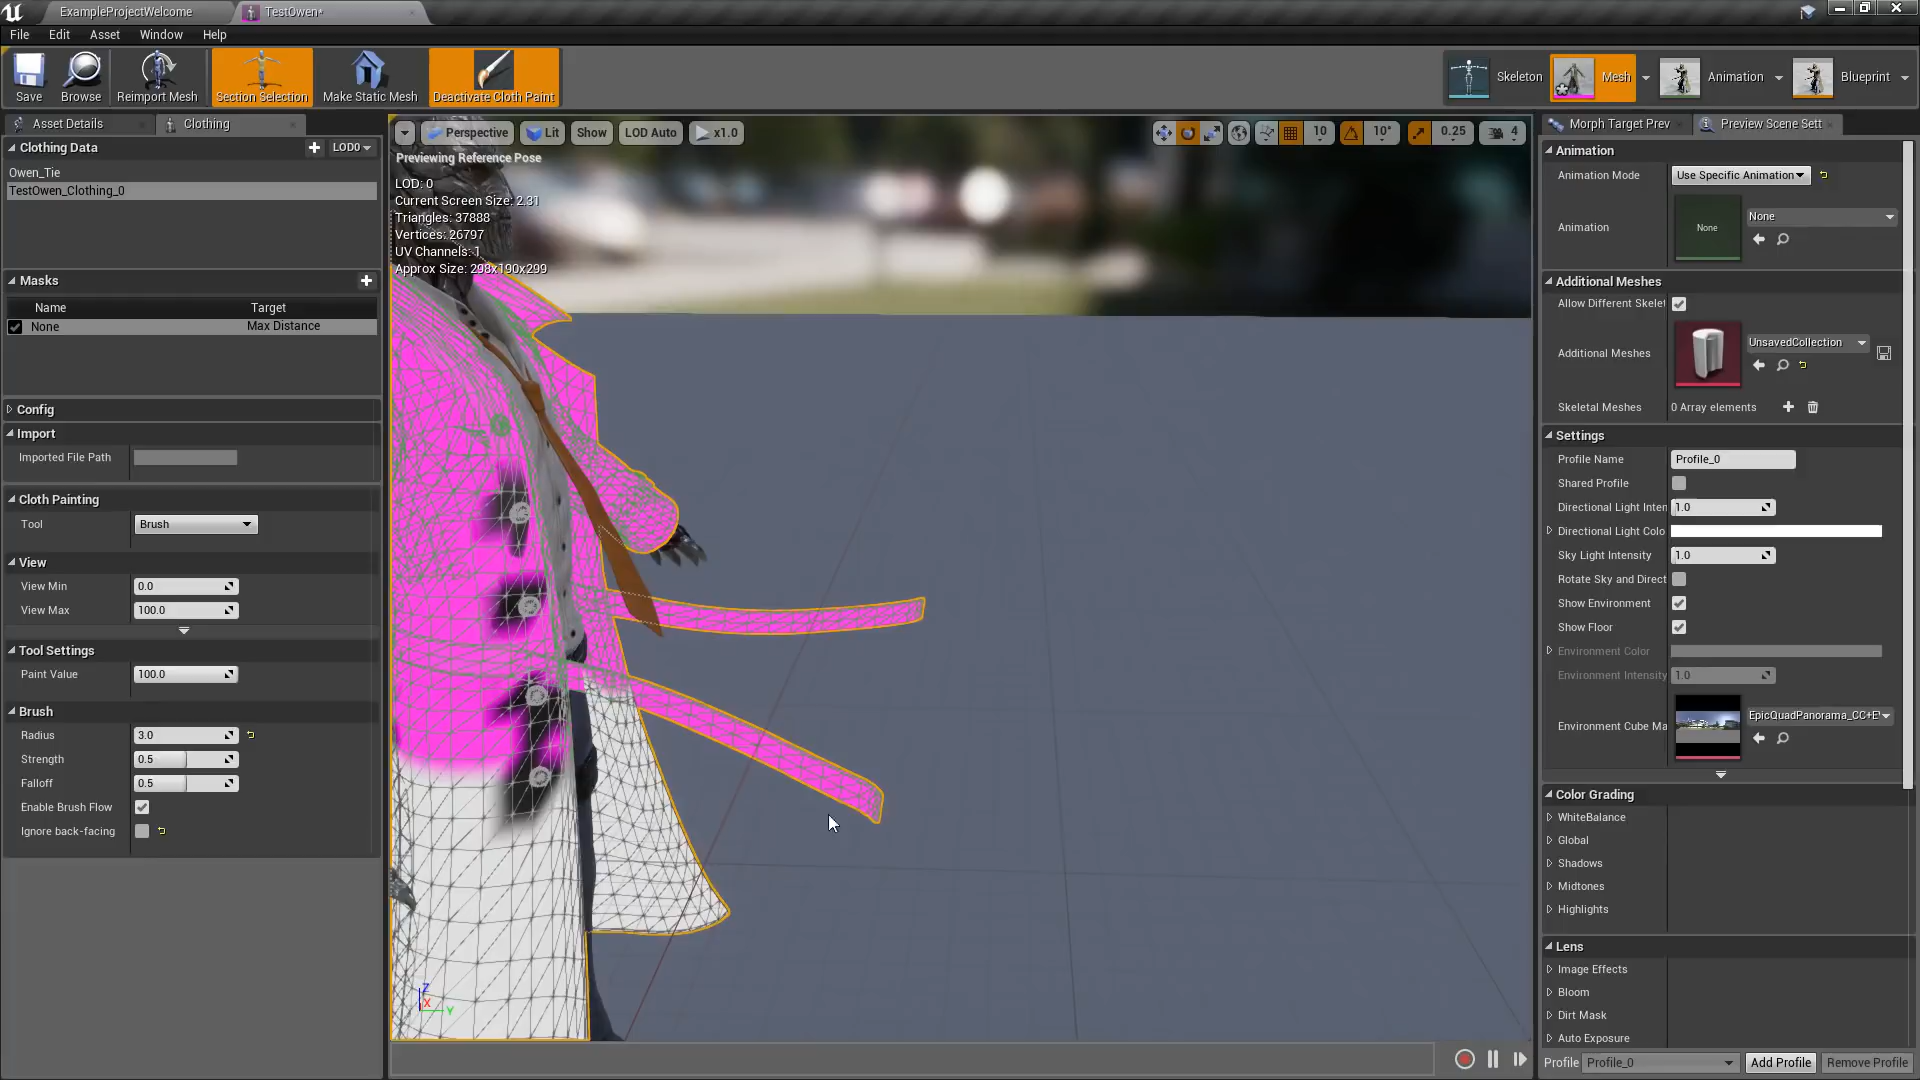 ExampleProjectWelcome
TestOwen*
File Edit Asset Window Help
Save
Browse
Reimport Mesh
Section Selection
Make Static Mesh
Deactivate Cloth Paint
Skeleton
Mesh
Animation
Blueprint
Asset Details
Clothing
Clothing Data
LOD0
Owen_Tie
TestOwen_Clothing_0
Masks
Name Target
None Max Distance
Config
Import
Imported File Path
Cloth Painting
Tool Brush
View
View Min 0.0
View Max 100.0
Tool Settings
Paint Value 100.0
Brush
Radius 3.0
Strength 0.5
Falloff 0.5
Enable Brush Flow
Ignore back-facing
Perspective Lit Show LOD Auto x1.0
10 10° 0.25 4
Previewing Reference Pose
LOD: 0
Current Screen Size: 2.31
Triangles: 37888
Vertices: 26797
UV Channels: 1
Approx Size: 298x190x299
Z
X
Y
Morph Target Prev
Preview Scene Sett
Animation
Animation Mode Use Specific Animation
Animation None None
Additional Meshes
Allow Different Skelet
Additional Meshes UnsavedCollection
Skeletal Meshes 0 Array elements
Settings
Profile Name Profile_0
Shared Profile
Directional Light Inten 1.0
Directional Light Colo
Sky Light Intensity 1.0
Rotate Sky and Direct
Show Environment
Show Floor
Environment Color
Environment Intensity 1.0
Environment Cube Ma EpicQuadPanorama_CC+E
Color Grading
WhiteBalance
Global
Shadows
Midtones
Highlights
Lens
Image Effects
Bloom
Dirt Mask
Auto Exposure
Profile Profile_0 Add Profile Remove Profile